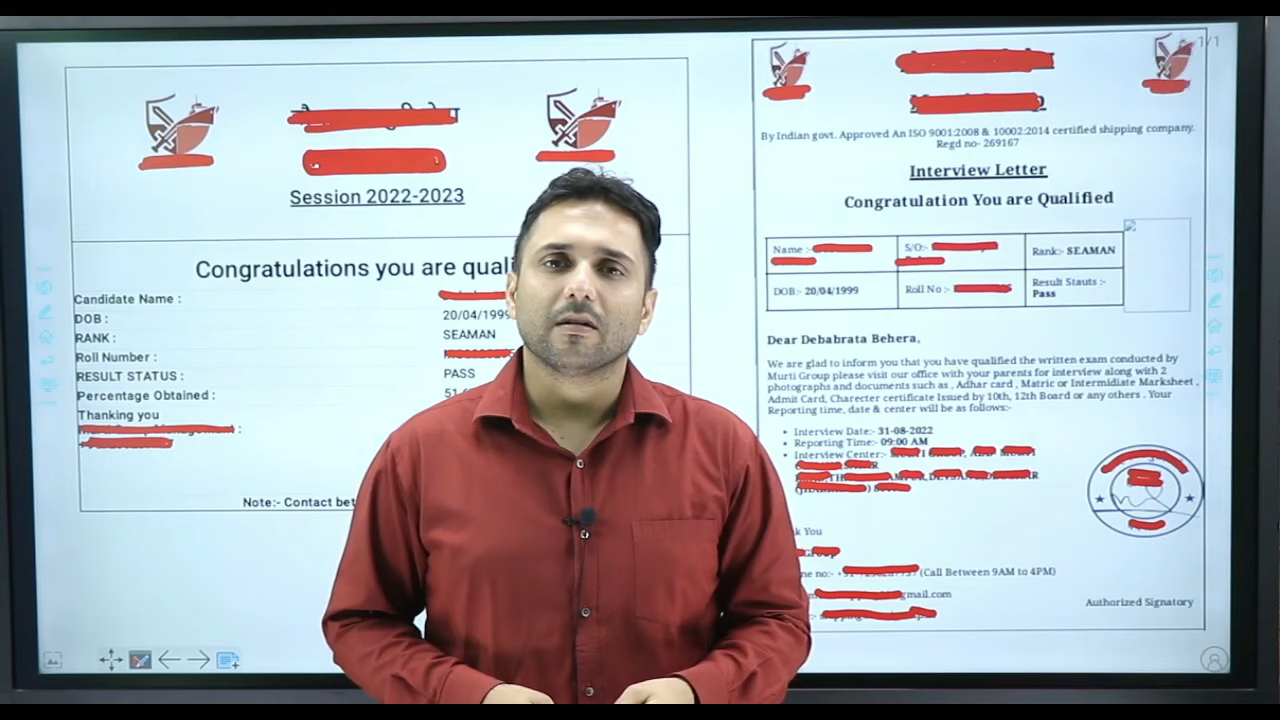 Session 2022-2023
Congratulations you are quali
Candidate Name :
DOB : 20/04/1999
RANK : SEAMAN
Roll Number :
RESULT STATUS : PASS
Percentage Obtained : 51
Thanking you
:
Note:- Contact bet
1/1
By Indian govt. Approved An ISO 9001:2008 & 10002:2014 certified shipping company.
Regd no- 269167
Interview Letter
Congratulation You are Qualified
Name :- S/O:- Rank:- SEAMAN
DOB:- 20/04/1999 Roll No :- Result Stauts :- Pass
Dear Debabrata Behera,
We are glad to inform you that you have qualified the written exam conducted by
Murti Group please visit our office with your parents for interview along with 2
photographs and documents such as , Adhar card , Matric or Intermidiate Marksheet ,
Admit Card, Charecter certificate Issued by 10th, 12th Board or any others . Your
Reporting time, date & center will be as follows:-
Interview Date:- 31-08-2022
Reporting Time:- 09:00 AM
Interview Center:-
k You
ne no:- (Call Between 9AM to 4PM)
gmail.com
Authorized Signatory